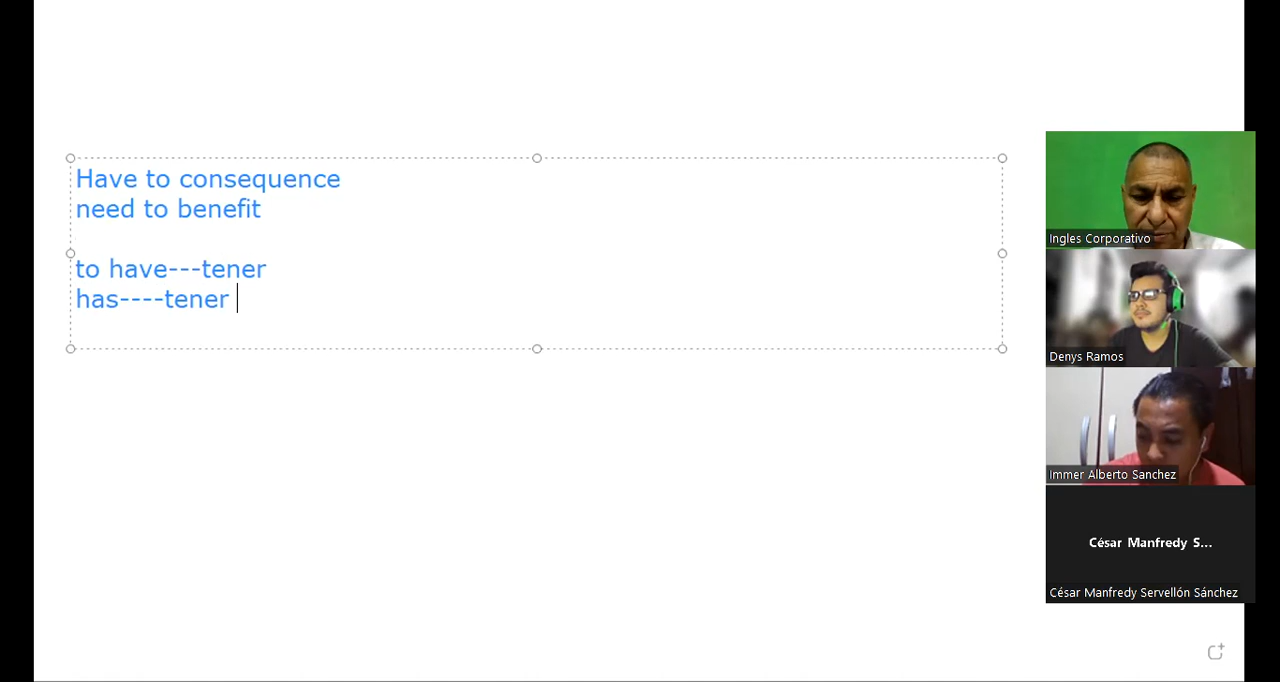 Have to consequence
need to benefit
to have---tener
has----tener
Ingles Corporativo
Denys Ramos
Immer Alberto Sanchez
César Manfredy S...
César Manfredy Servellón Sánchez